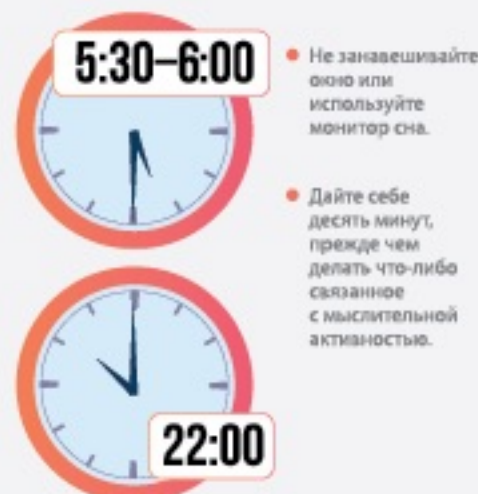 5:30–6:00
Не занавешивайте
окно или
используйте
монитор сна.
Дайте себе
десять минут,
прежде чем
делать что-либо
связанное
с мыслительной
активностью.
22:00